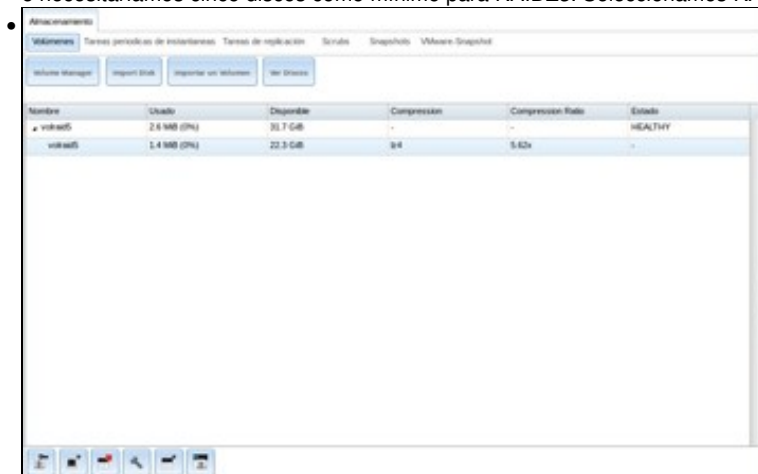 Almacenamiento
Volúmenes Tareas periodicas de instantaneas Tareas de replicación Scrubs Snapshots VMware-Snapshot
Volume Manager Import Disk Importar un Volumen Ver Discos
Nombre Usado Disponible Compression Compression Ratio Estado
volraid5 2.6 MiB (0%) 31.7 GiB - - HEALTHY
volraid5 1.4 MiB (0%) 22.3 GiB lz4 5.62x -